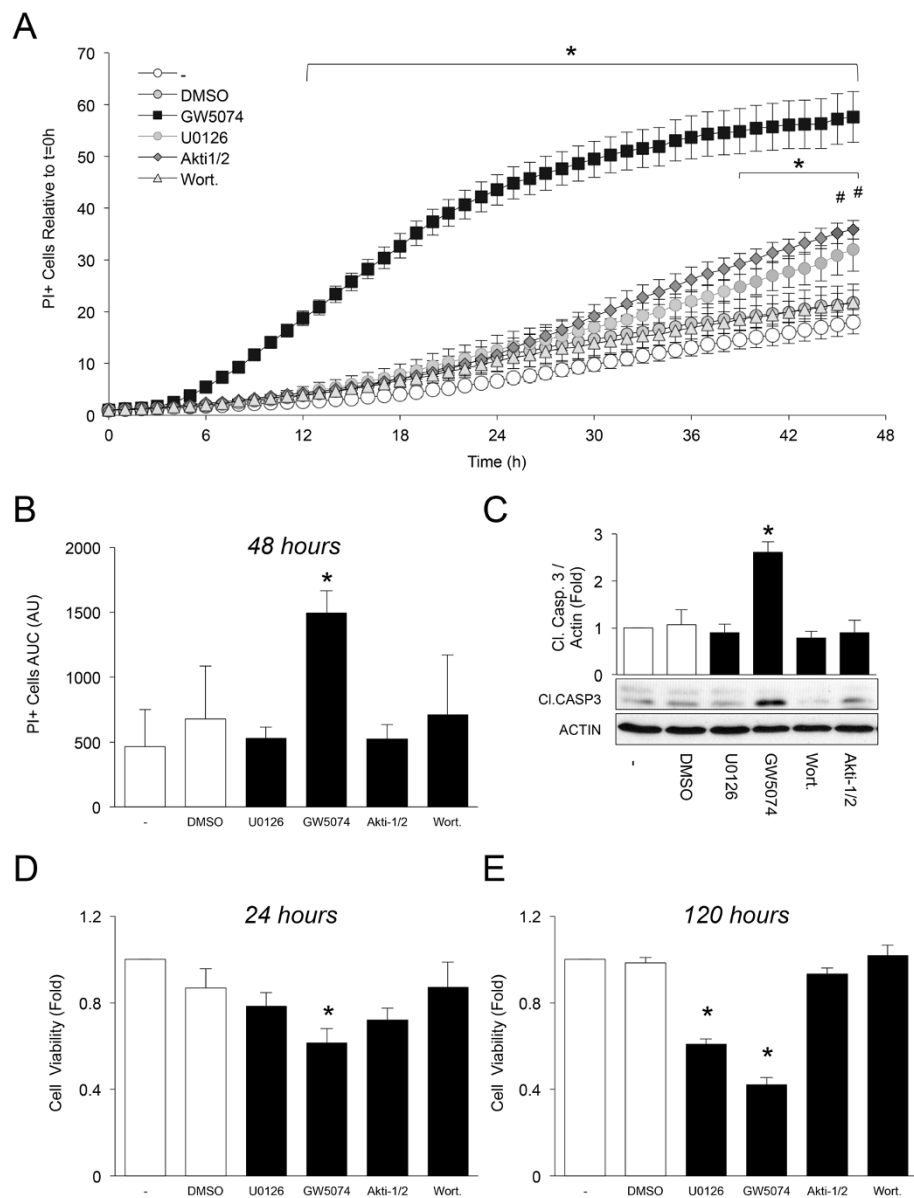 A
70
60
50
40
30
20
10
0
PI+ Cells Relative to t=0h
-
DMSO
GW5074
U0126
Akti1/2
Wort.
*
*
# #
0 6 12 18 24 30 36 42 48
Time (h)
B
48 hours
2000
1500
1000
500
0
PI+ Cells AUC (AU)
*
- DMSO U0126 GW5074 Akti-1/2 Wort.
C
3
2
1
0
Cl. Casp. 3 /
Actin (Fold)
*
Cl.CASP3
ACTIN
- DMSO U0126 GW5074 Wort. Akti-1/2
D
24 hours
1.2
0.8
0.4
0
Cell Viability (Fold)
*
- DMSO U0126 GW5074 Akti-1/2 Wort.
E
120 hours
1.2
0.8
0.4
0
Cell Viability (Fold)
*
*
- DMSO U0126 GW5074 Akti-1/2 Wort.